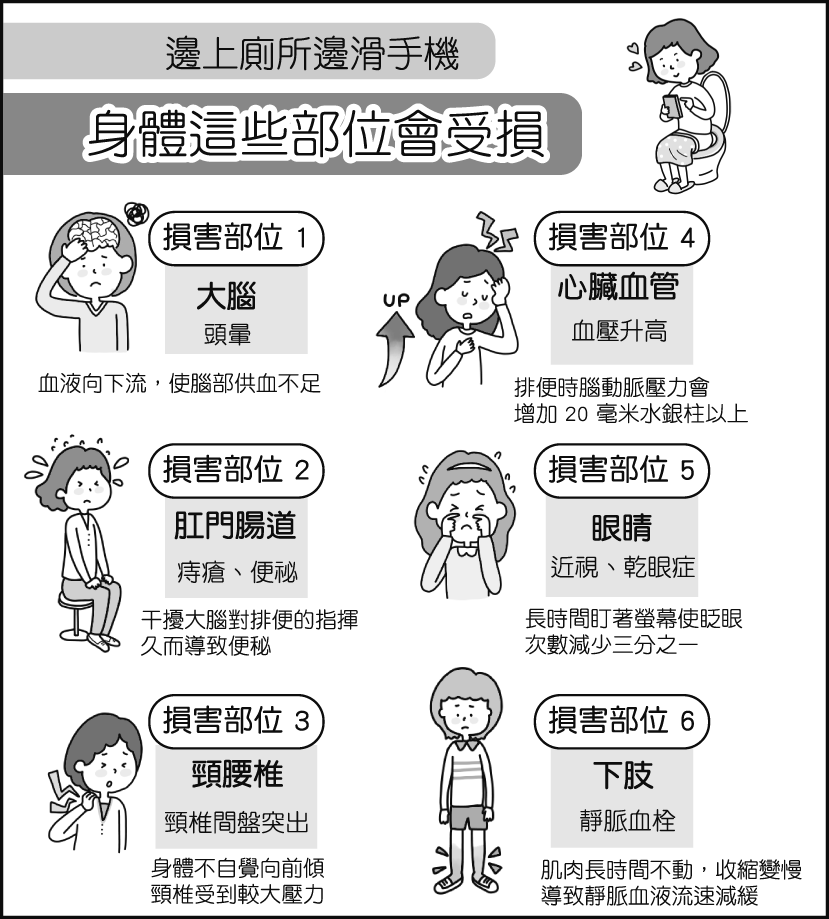 邊上廁所邊滑手機
身體這些部位會受損
損害部位 1
大腦
頭暈
血液向下流，使腦部供血不足
損害部位 2
肛門腸道
痔瘡、便祕
干擾大腦對排便的指揮
久而導致便秘
損害部位 3
頸腰椎
頸椎間盤突出
身體不自覺向前傾
頸椎受到較大壓力
損害部位 4
UP
心臟血管
血壓升高
排便時腦動脈壓力會
增加 20 毫米水銀柱以上
損害部位 5
眼睛
近視、乾眼症
長時間盯著螢幕使眨眼
次數減少三分之一
損害部位 6
下肢
靜脈血栓
肌肉長時間不動，收縮變慢
導致靜脈血液流速減緩